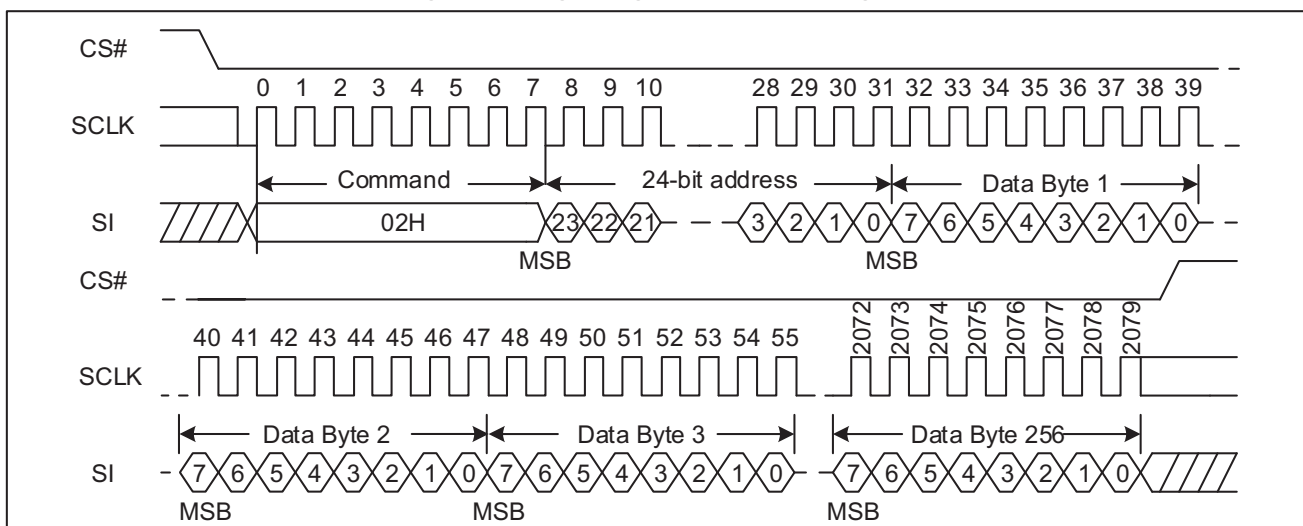 CS#
0 1 2 3 4 5 6 7 8 9 10 28 29 30 31 32 33 34 35 36 37 38 39
SCLK
Command 24-bit address Data Byte 1
SI 02H 23 22 21 3 2 1 0 7 6 5 4 3 2 1 0
MSB MSB
CS#
40 41 42 43 44 45 46 47 48 49 50 51 52 53 54 55 2072 2073 2074 2075 2076 2077 2078 2079
SCLK
Data Byte 2 Data Byte 3 Data Byte 256
SI 7 6 5 4 3 2 1 0 7 6 5 4 3 2 1 0 7 6 5 4 3 2 1 0
MSB MSB MSB